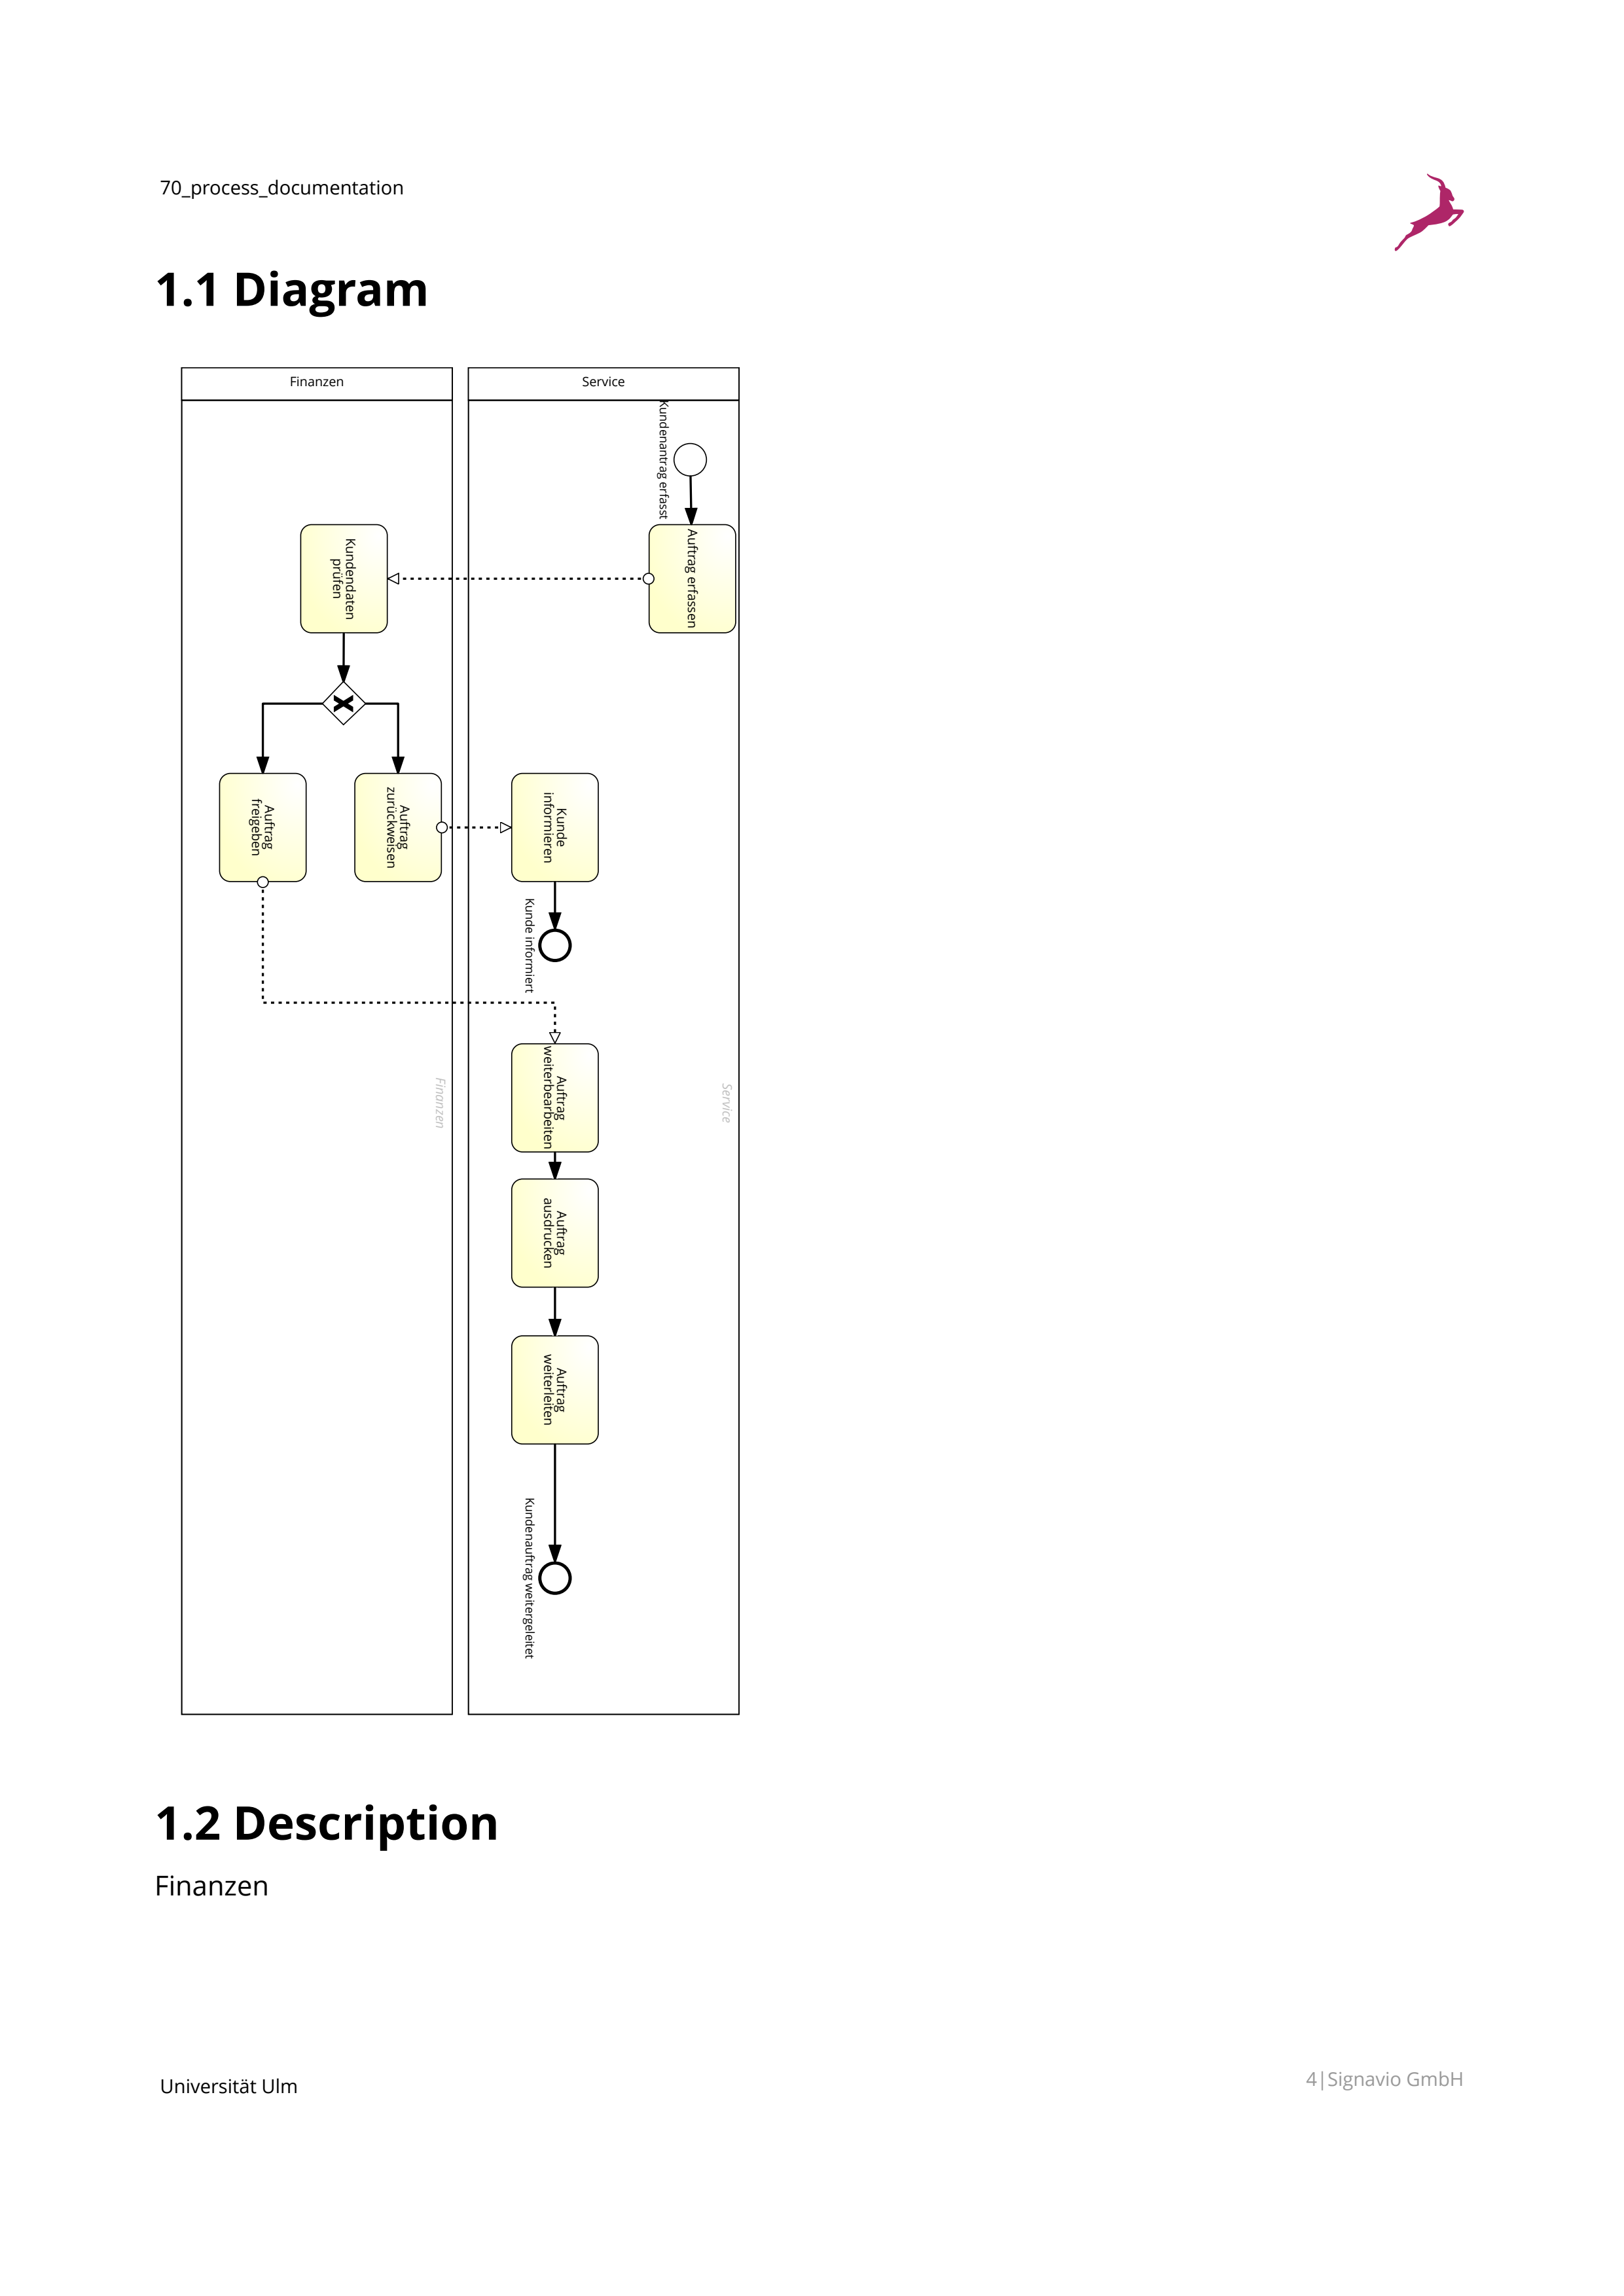 70_process_documentation
1.1 Diagram
Finanzen
Service
Kundenantrag erfasst
Auftrag erfassen
Kundendaten
prüfen
Auftrag
freigeben
Auftrag
zurückweisen
Kunde
informieren
Kunde informiert
Auftrag
weiterbearbeiten
Finanzen
Service
Auftrag
ausdrucken
Auftrag
weiterleiten
Kundenauftrag weitergeleitet
1.2 Description
Finanzen
Universität Ulm
4|Signavio GmbH